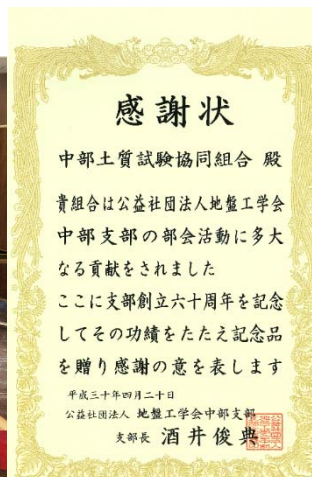 感謝状
中部土質試験協同組合 殿
貴組合は公益社団法人地盤工学会
中部支部の部会活動に多大
なる貢献をされました
ここに支部創立六十周年を記念
してその功績をたたえ記念品
を贈り感謝の意を表します
平成三十年四月二十日
公益社団法人 地盤工学会中部支部
支部長 酒井俊典